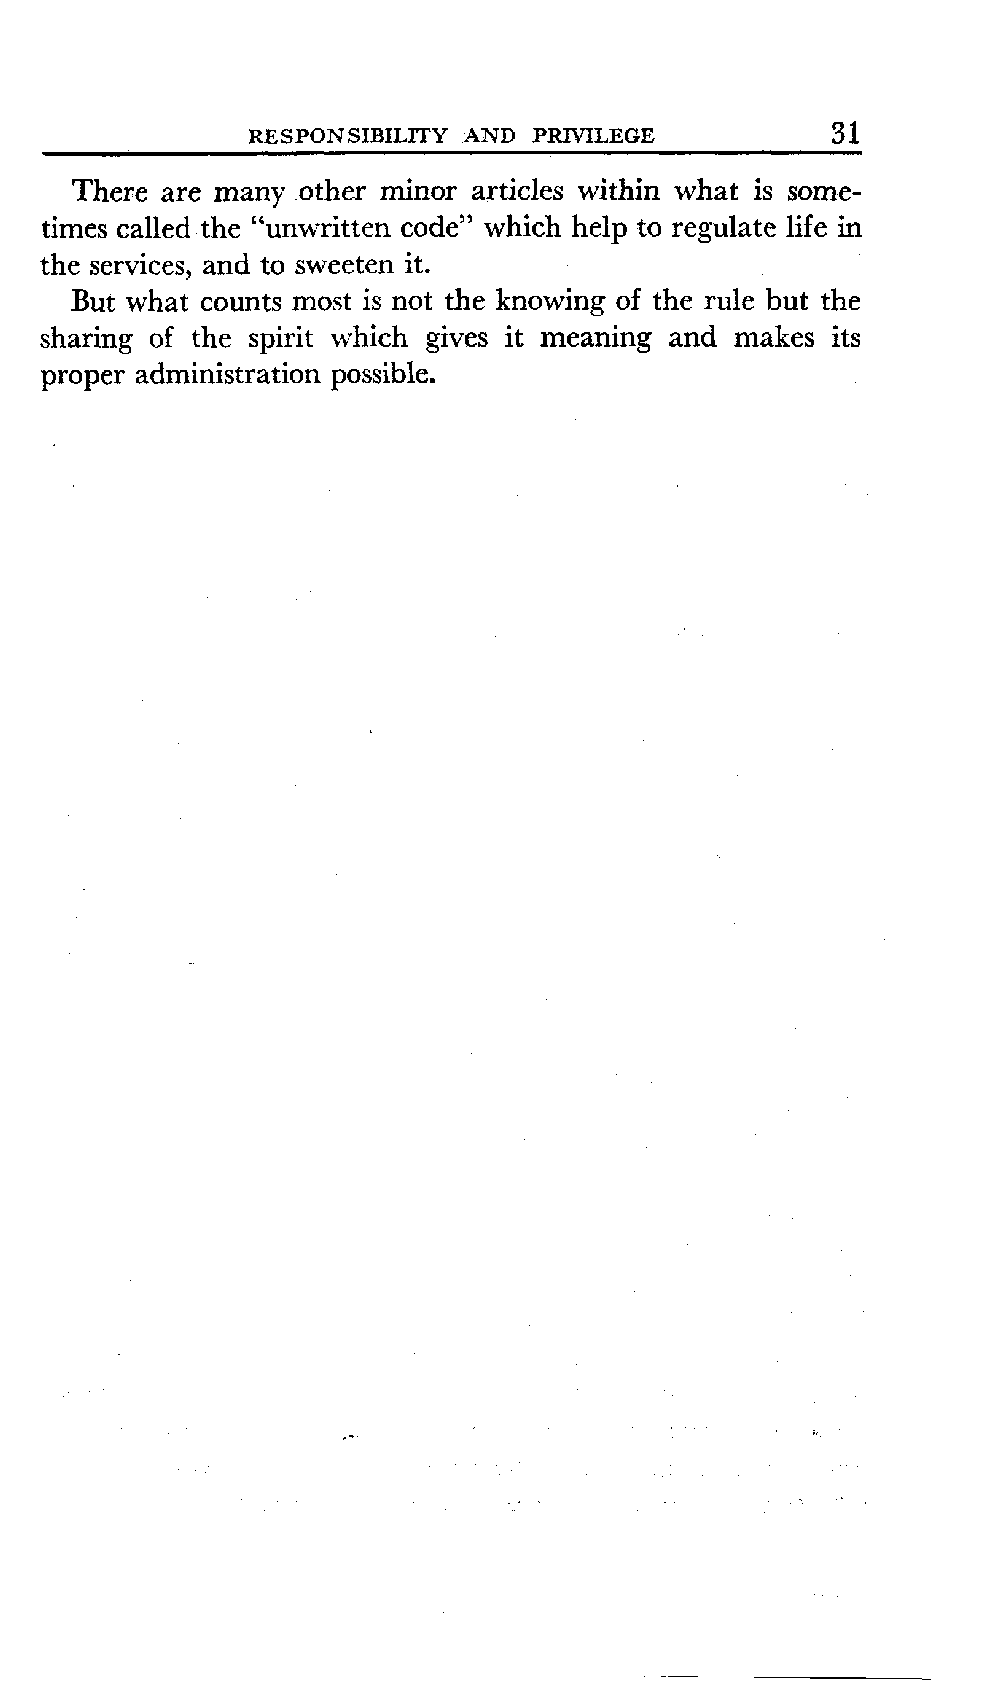 RESPONSIBILITY AND PRIVILEGE 31
There are many other minor articles within what is some-
times called the “unwritten code” which help to regulate life in
the services, and to sweeten it.
But what counts most is not the knowing of the rule but the
sharing of the spirit which gives it meaning and makes its
proper administration possible.